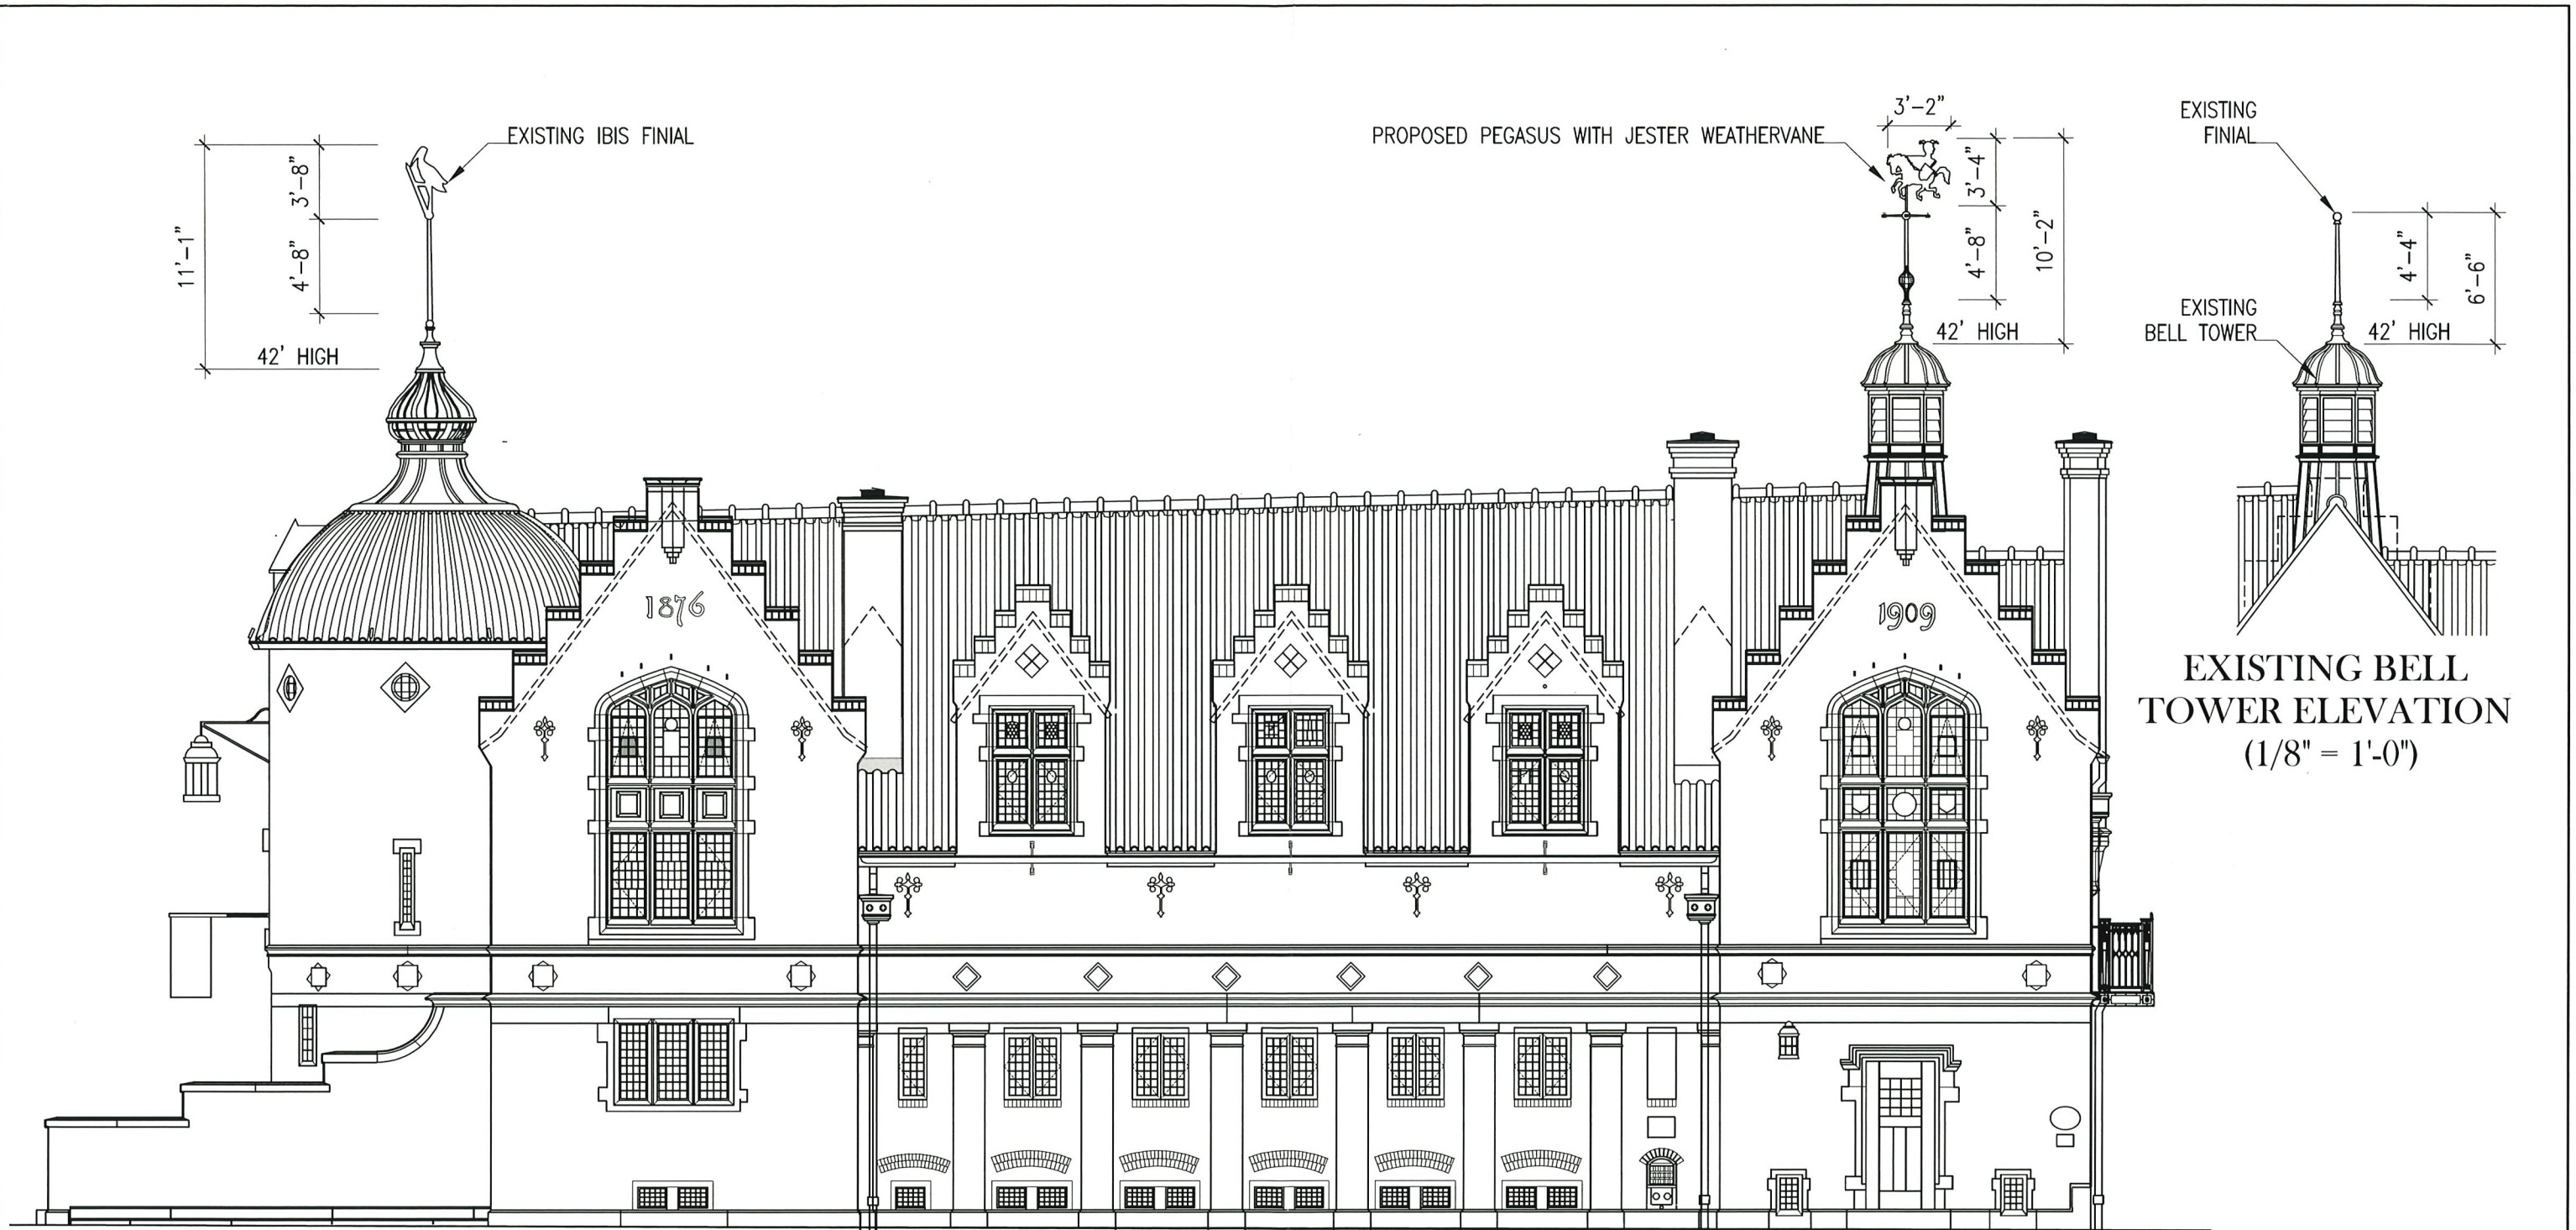 EXISTING IBIS FINIAL
3'-8"
4'-8"
11'-1"
42' HIGH
PROPOSED PEGASUS WITH JESTER WEATHERVANE
3'-2"
3'-4"
4'-8"
10'-2"
42' HIGH
EXISTING
FINIAL
4'-4"
6'-6"
EXISTING
BELL TOWER
42' HIGH
1876
1909
EXISTING BELL
TOWER ELEVATION
(1/8" = 1'-0")